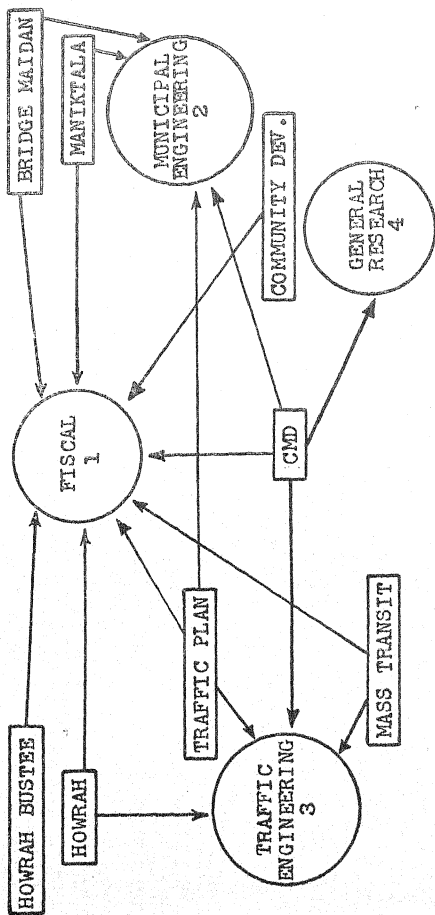 HOWRAH BUSTEE
BRIDGE MAIDAN
HOWRAH
FISCAL
1
MANIKTALA
MUNICIPAL
ENGINEERING
2
TRAFFIC PLAN
TRAFFIC
ENGINEERING
3
COMMUNITY DEV.
CMD
GENERAL
RESEARCH
4
MASS TRANSIT